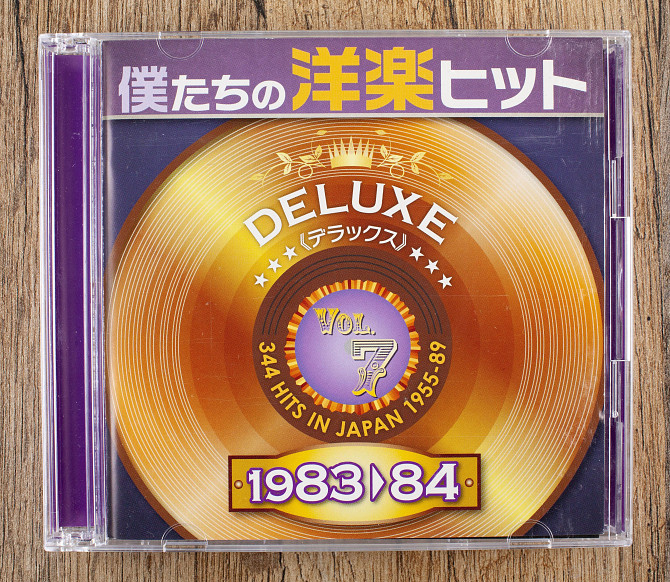 僕たちの洋楽ヒット
DELUXE
《デラックス》
VOL.
7
344 HITS IN JAPAN 1955-89
1983▷84